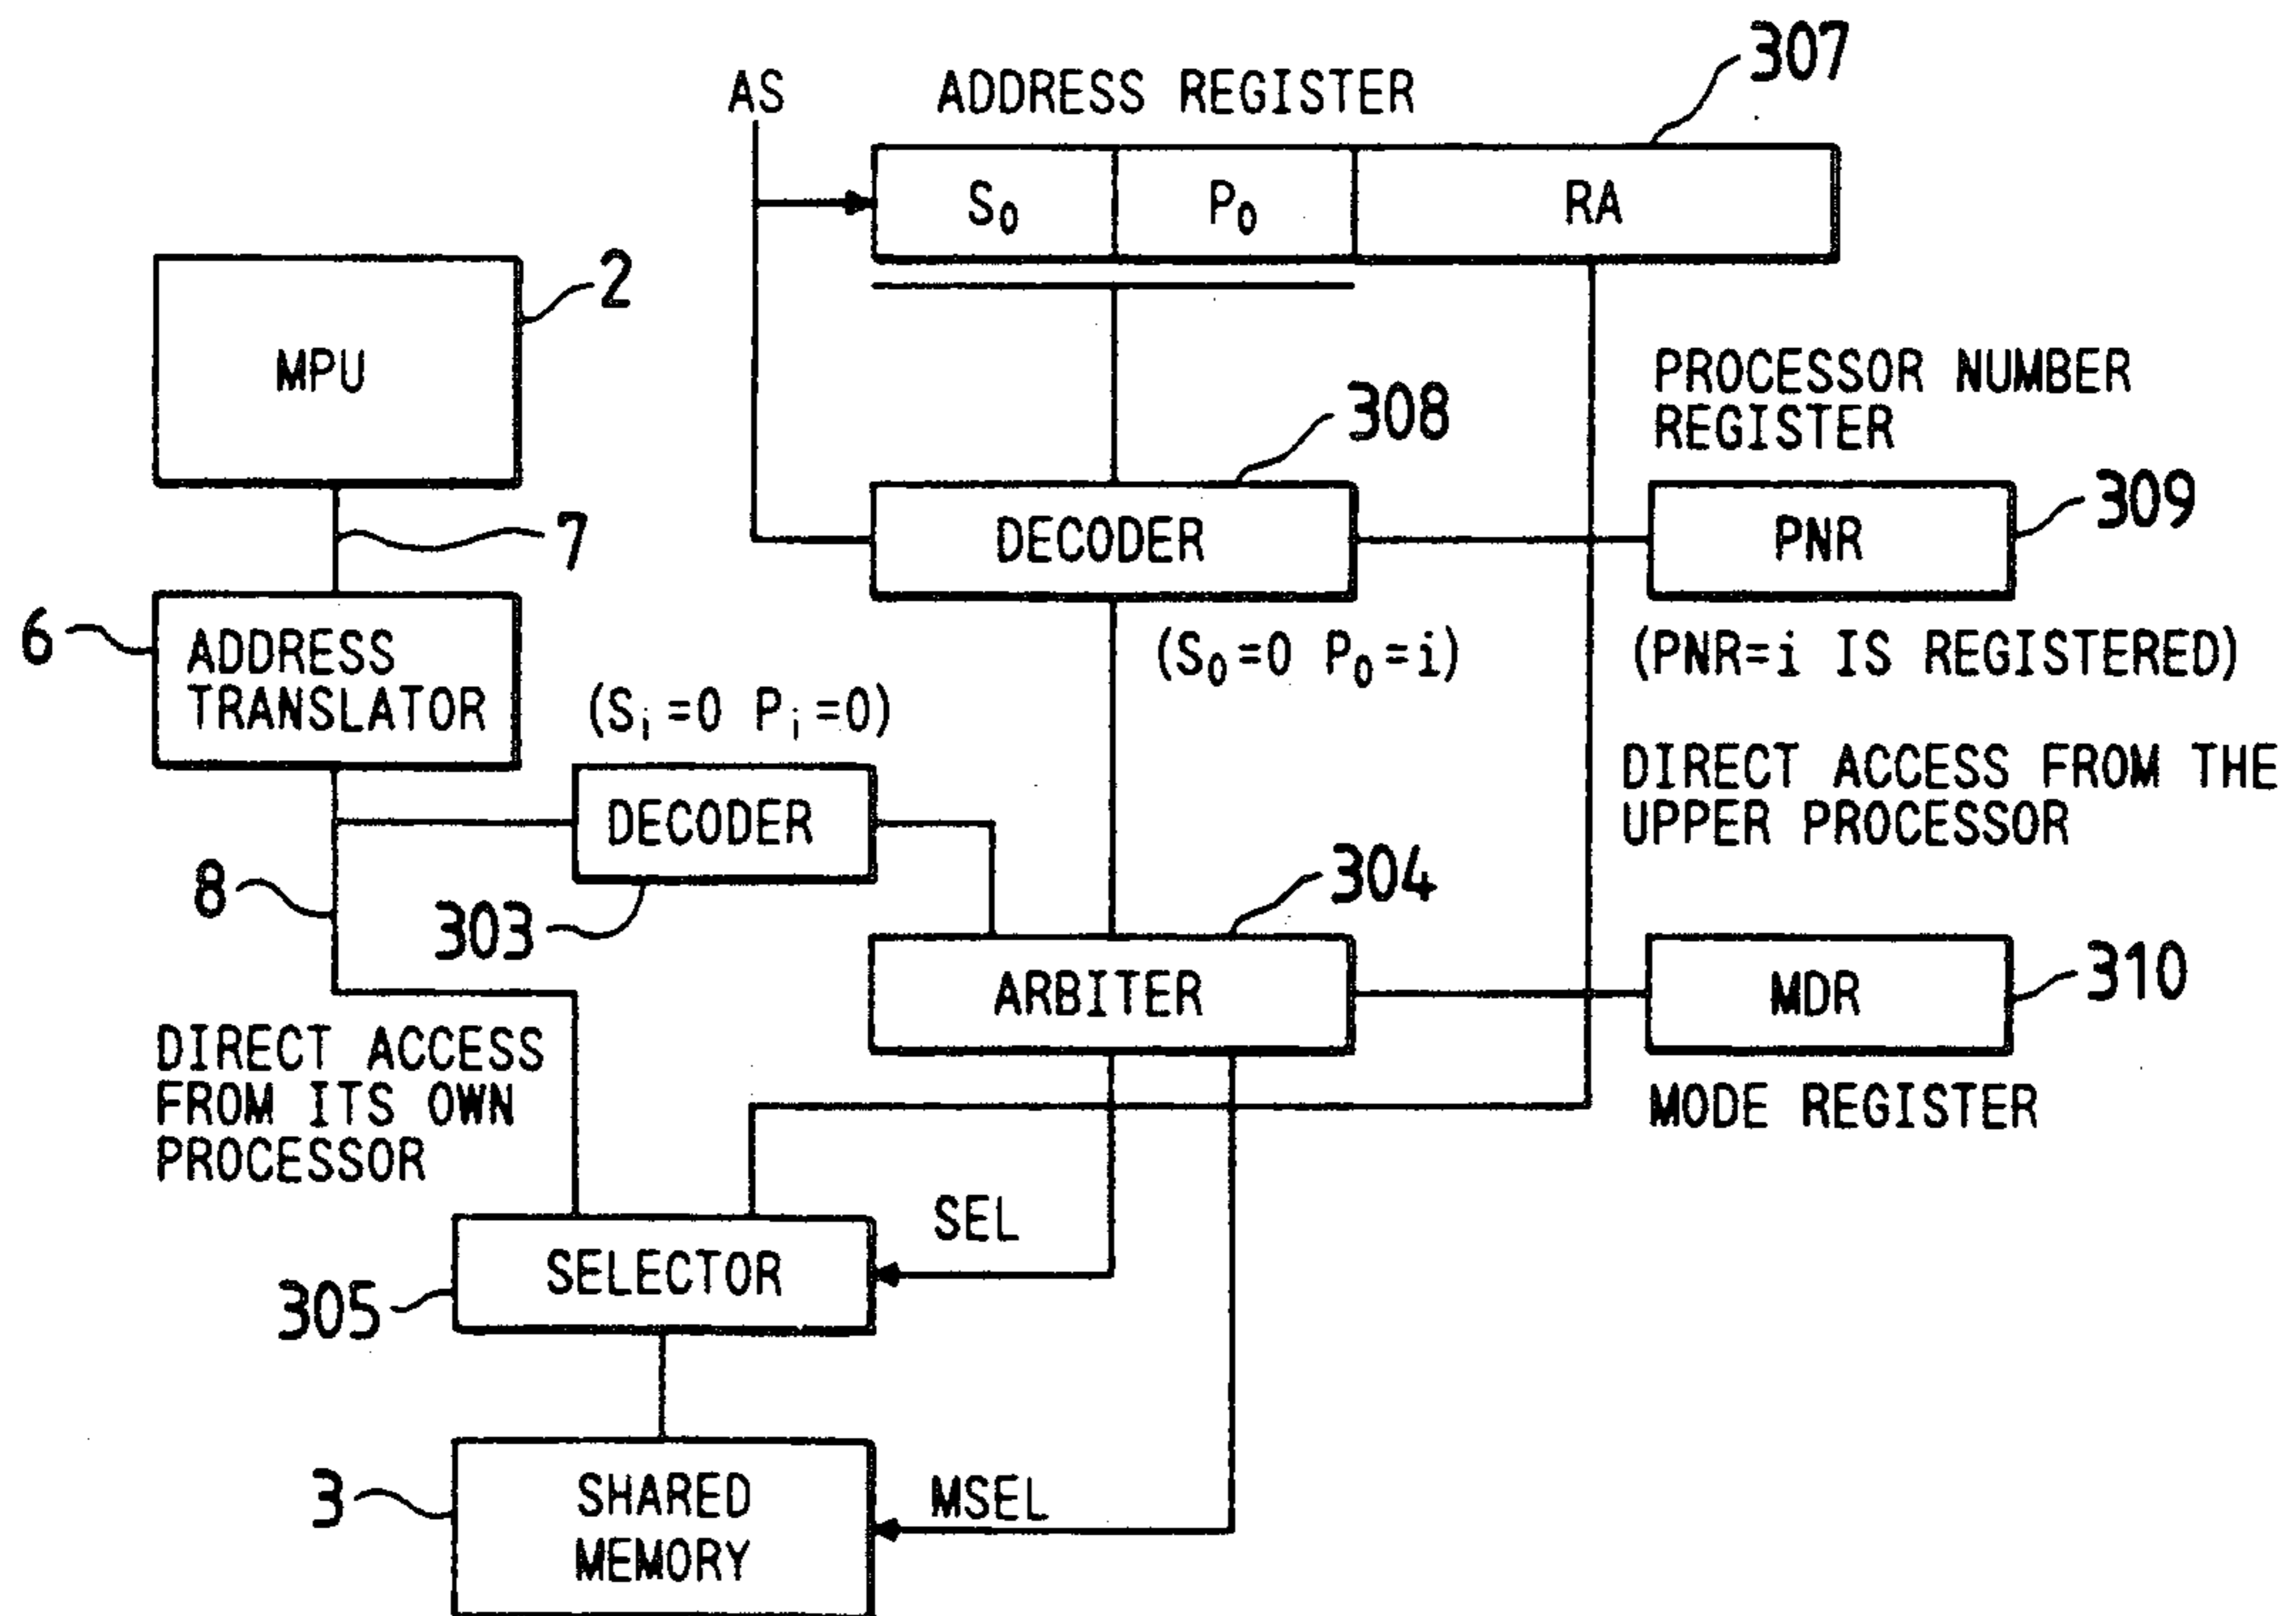 307
AS ADDRESS REGISTER
S₀ P₀ RA
2
MPU
PROCESSOR NUMBER
REGISTER
308
309
7
DECODER
PNR
6
ADDRESS
TRANSLATOR
(S₀=0 P₀=i)
(PNR=i IS REGISTERED)
(Sᵢ=0 Pᵢ=0)
DIRECT ACCESS FROM THE
UPPER PROCESSOR
DECODER
8
303
304
ARBITER
MDR
310
DIRECT ACCESS
FROM ITS OWN
PROCESSOR
MODE REGISTER
SEL
SELECTOR
305
3
SHARED
MEMORY
MSEL